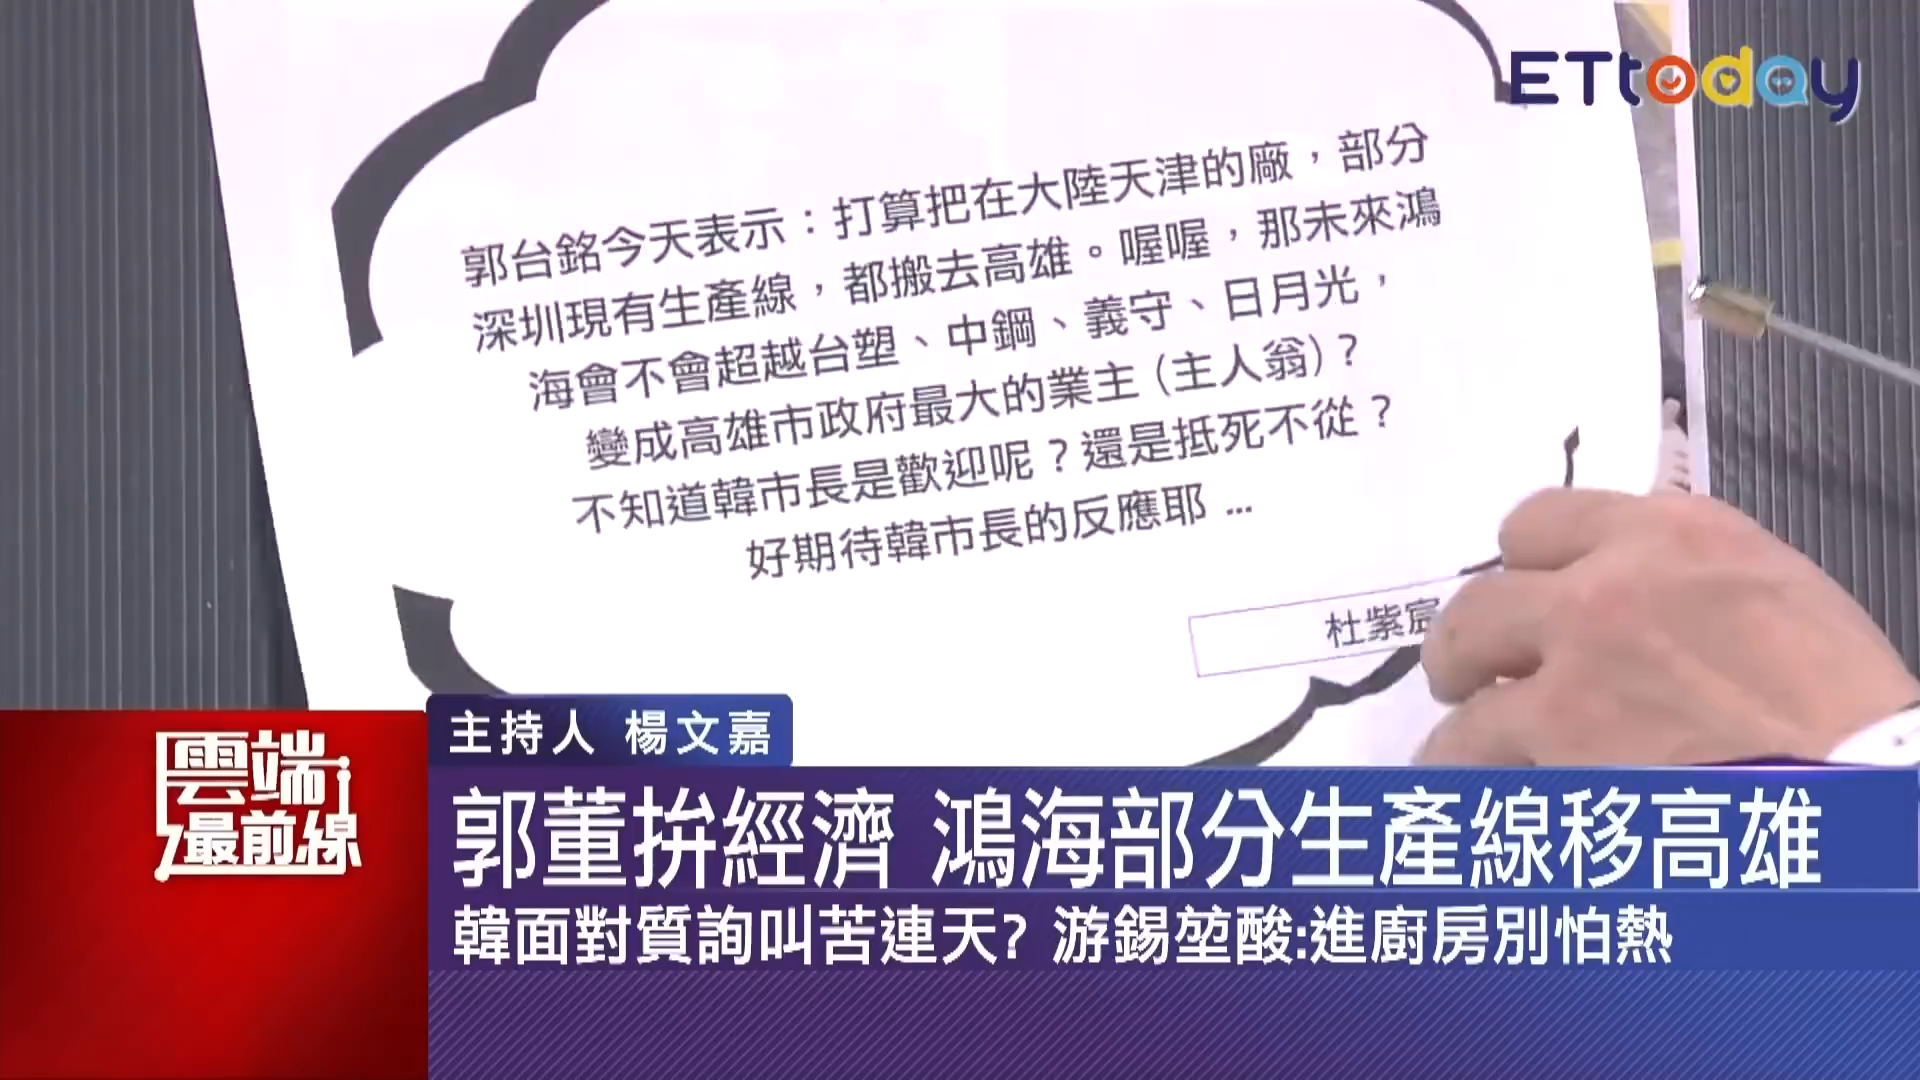 ETtoday
郭台銘今天表示：打算把在大陸天津的廠，部分
深圳現有生產線，都搬去高雄。喔喔，那未來鴻
海會不會超越台塑、中鋼、義守、日月光，
變成高雄市政府最大的業主(主人翁)？
不知道韓市長是歡迎呢？還是抵死不從？
好期待韓市長的反應耶 ...
杜紫宸
主持人 楊文嘉
雲端最前線
郭董拚經濟 鴻海部分生產線移高雄
韓面對質詢叫苦連天? 游錫堃酸:進廚房別怕熱